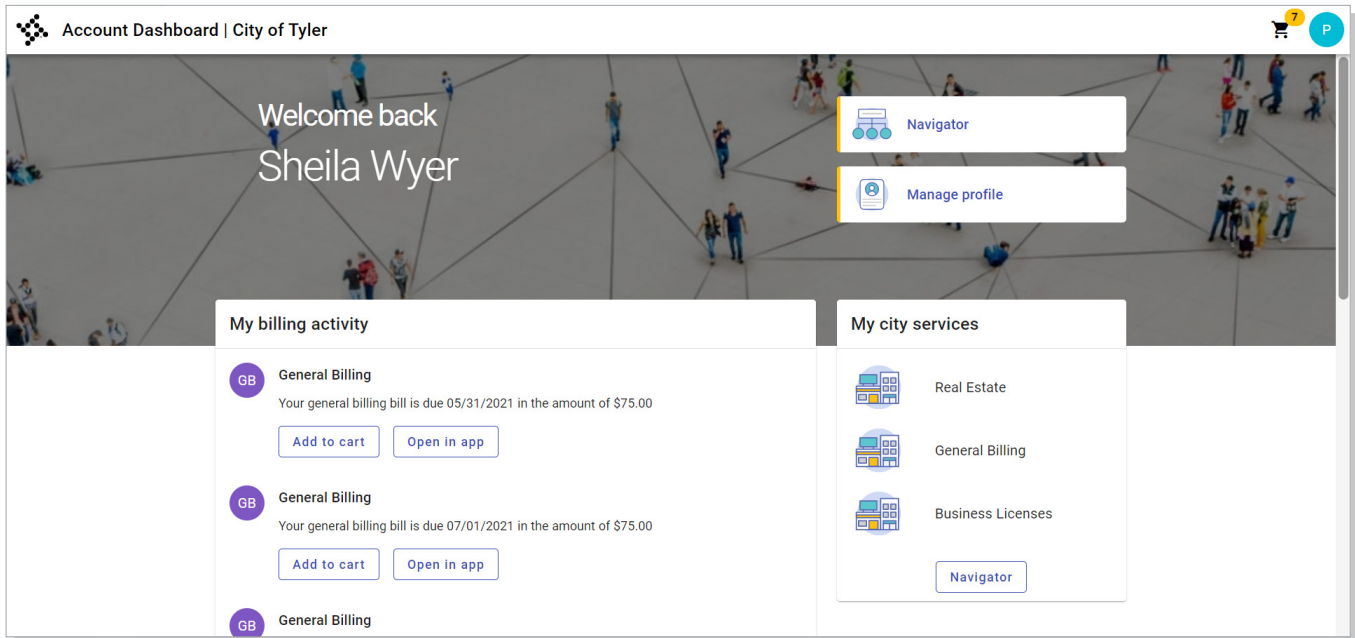 Account Dashboard | City of Tyler
7
P
Welcome back
Sheila Wyer
Navigator
Manage profile
My billing activity
GB
General Billing
Your general billing bill is due 05/31/2021 in the amount of $75.00
Add to cart
Open in app
GB
General Billing
Your general billing bill is due 07/01/2021 in the amount of $75.00
Add to cart
Open in app
GB
General Billing
My city services
Real Estate
General Billing
Business Licenses
Navigator